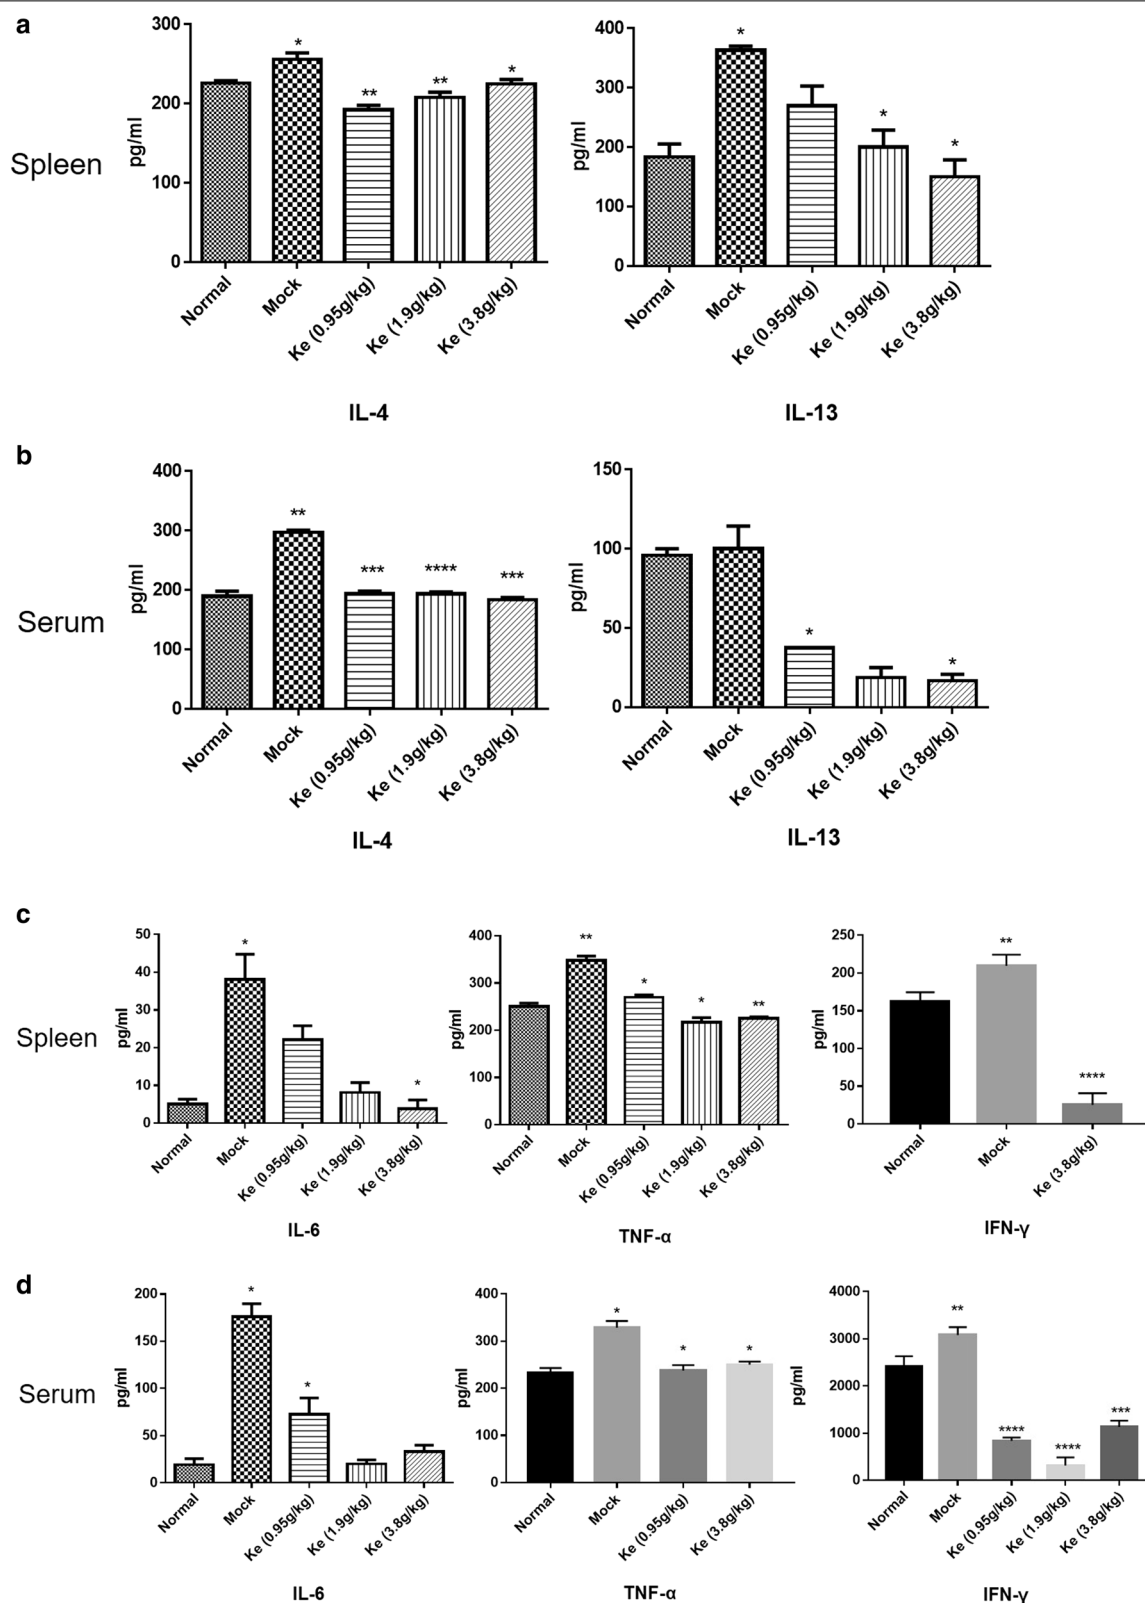 a
Spleen
pg/ml
300
200
100
0
*
**
**
*
Normal
Mock
Ke (0.95g/kg)
Ke (1.9g/kg)
Ke (3.8g/kg)
IL-4
pg/ml
400
300
200
100
0
*
*
*
Normal
Mock
Ke (0.95g/kg)
Ke (1.9g/kg)
Ke (3.8g/kg)
IL-13
b
Serum
pg/ml
400
300
200
100
0
**
***
****
***
Normal
Mock
Ke (0.95g/kg)
Ke (1.9g/kg)
Ke (3.8g/kg)
IL-4
pg/ml
150
100
50
0
*
*
Normal
Mock
Ke (0.95g/kg)
Ke (1.9g/kg)
Ke (3.8g/kg)
IL-13
c
Spleen
pg/ml
50
40
30
20
10
0
*
*
Normal
Mock
Ke (0.95g/kg)
Ke (1.9g/kg)
Ke (3.8g/kg)
IL-6
pg/ml
400
300
200
100
0
**
*
*
**
Normal
Mock
Ke (0.95g/kg)
Ke (1.9g/kg)
Ke (3.8g/kg)
TNF-α
pg/ml
250
200
150
100
50
0
**
****
Normal
Mock
Ke (3.8g/kg)
IFN-γ
d
Serum
pg/ml
200
150
100
50
0
*
*
Normal
Mock
Ke (0.95g/kg)
Ke (1.9g/kg)
Ke (3.8g/kg)
IL-6
pg/ml
400
300
200
100
0
*
*
*
Normal
Mock
Ke (0.95g/kg)
Ke (3.8g/kg)
TNF-α
pg/ml
4000
3000
2000
1000
0
**
****
****
***
Normal
Mock
Ke (0.95g/kg)
Ke (1.9g/kg)
Ke (3.8g/kg)
IFN-γ